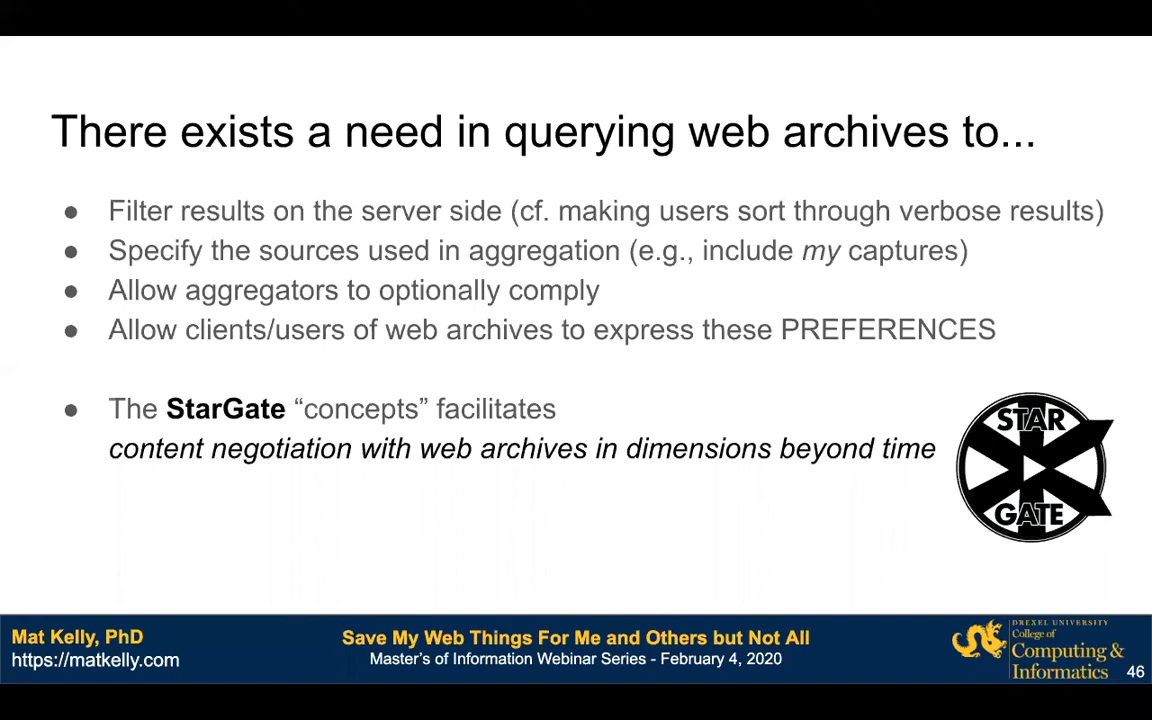 There exists a need in querying web archives to...
● Filter results on the server side (cf. making users sort through verbose results)
● Specify the sources used in aggregation (e.g., include my captures)
● Allow aggregators to optionally comply
● Allow clients/users of web archives to express these PREFERENCES
● The StarGate “concepts” facilitates
content negotiation with web archives in dimensions beyond time
STAR
GATE
Mat Kelly, PhD
https://matkelly.com
Save My Web Things For Me and Others but Not All
Master’s of Information Webinar Series - February 4, 2020
DREXEL UNIVERSITY
College of
Computing &
Informatics
46